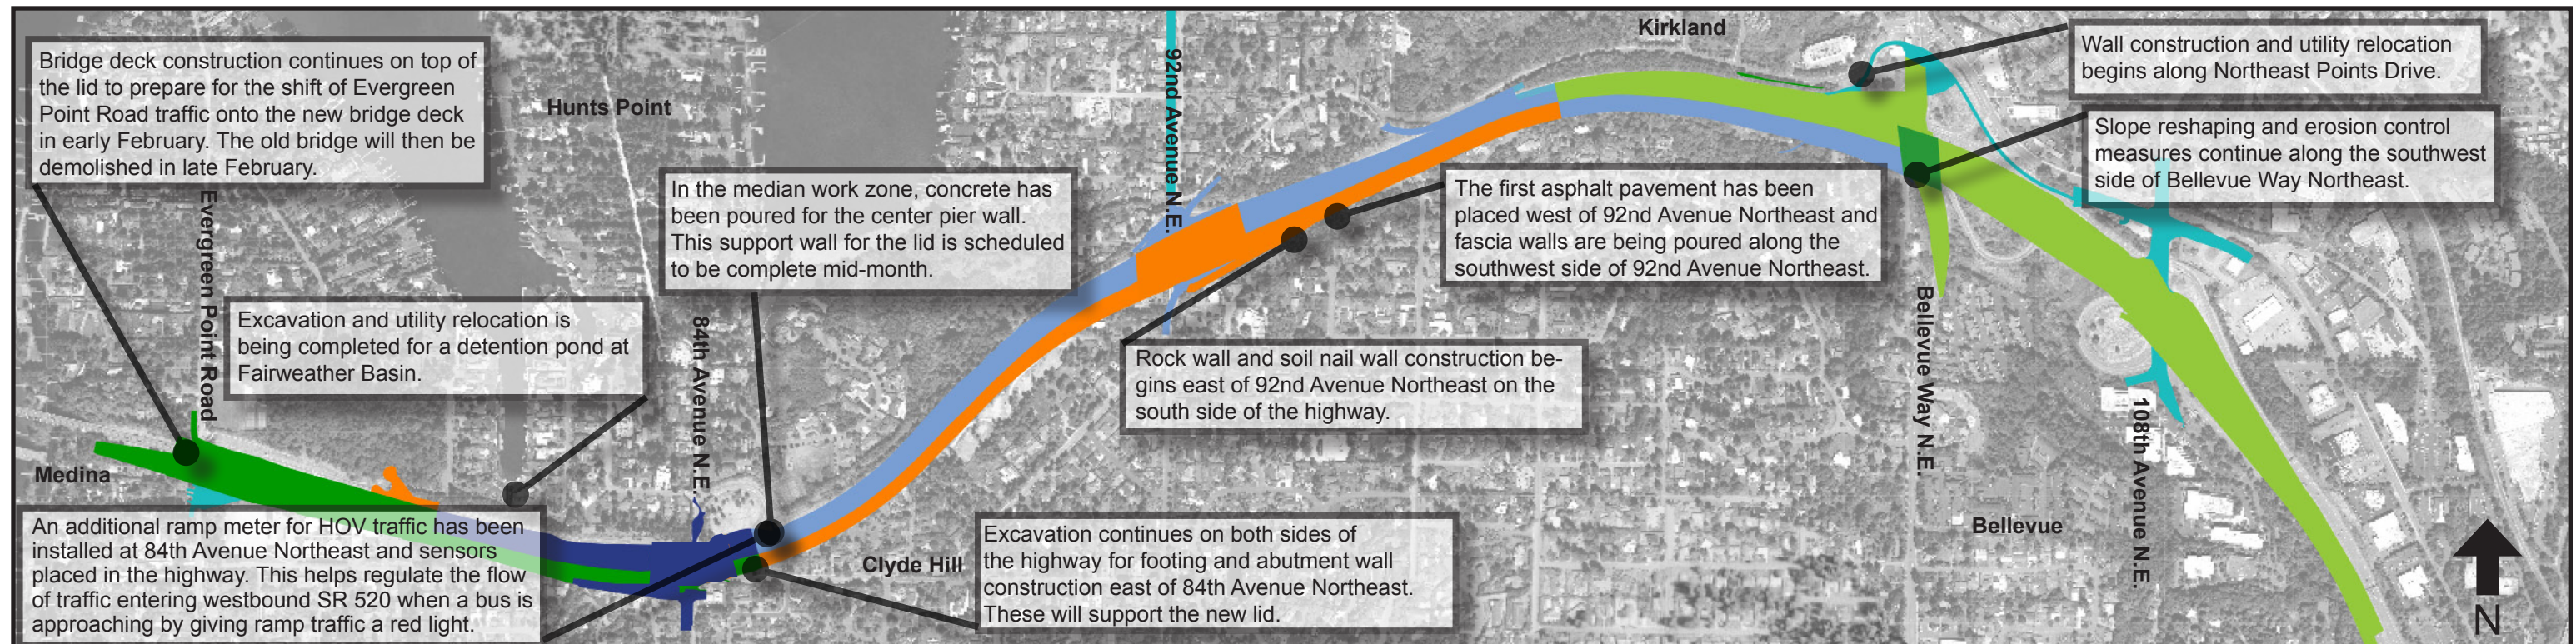 Bridge deck construction continues on top of
the lid to prepare for the shift of Evergreen
Point Road traffic onto the new bridge deck
in early February. The old bridge will then be
demolished in late February.
Hunts Point
92nd Avenue N.E.
Kirkland
Wall construction and utility relocation
begins along Northeast Points Drive.
Slope reshaping and erosion control
measures continue along the southwest
side of Bellevue Way Northeast.
In the median work zone, concrete has
been poured for the center pier wall.
This support wall for the lid is scheduled
to be complete mid-month.
The first asphalt pavement has been
placed west of 92nd Avenue Northeast and
fascia walls are being poured along the
southwest side of 92nd Avenue Northeast.
Evergreen Point Road
Excavation and utility relocation is
being completed for a detention pond at
Fairweather Basin.
84th Avenue N.E.
Rock wall and soil nail wall construction be-
gins east of 92nd Avenue Northeast on the
south side of the highway.
Bellevue Way N.E.
108th Avenue N.E.
Medina
An additional ramp meter for HOV traffic has been
installed at 84th Avenue Northeast and sensors
placed in the highway. This helps regulate the flow
of traffic entering westbound SR 520 when a bus is
approaching by giving ramp traffic a red light.
Clyde Hill
Excavation continues on both sides of
the highway for footing and abutment wall
construction east of 84th Avenue Northeast.
These will support the new lid.
Bellevue
N